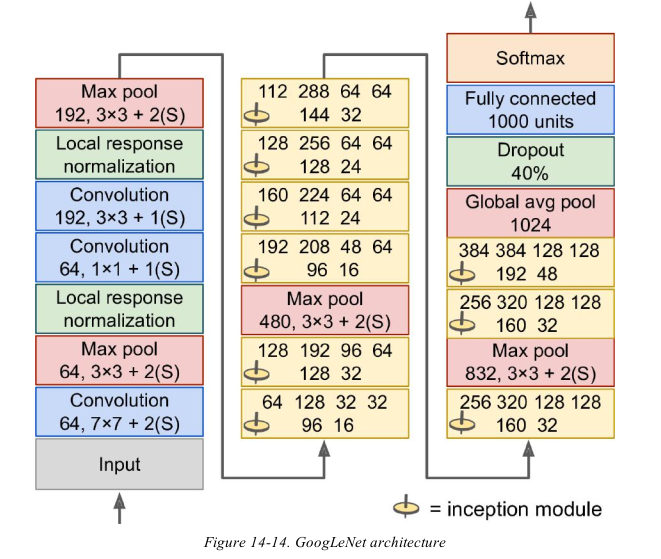 Max pool
192, 3×3 + 2(S)
Local response
normalization
Convolution
192, 3×3 + 1(S)
Convolution
64, 1×1 + 1(S)
Local response
normalization
Max pool
64, 3×3 + 2(S)
Convolution
64, 7×7 + 2(S)
Input
112 288 64 64
144 32
128 256 64 64
128 24
160 224 64 64
112 24
192 208 48 64
96 16
Max pool
480, 3×3 + 2(S)
128 192 96 64
128 32
64 128 32 32
96 16
Softmax
Fully connected
1000 units
Dropout
40%
Global avg pool
1024
384 384 128 128
192 48
256 320 128 128
160 32
Max pool
832, 3×3 + 2(S)
256 320 128 128
160 32
= inception module
Figure 14-14. GoogLeNet architecture